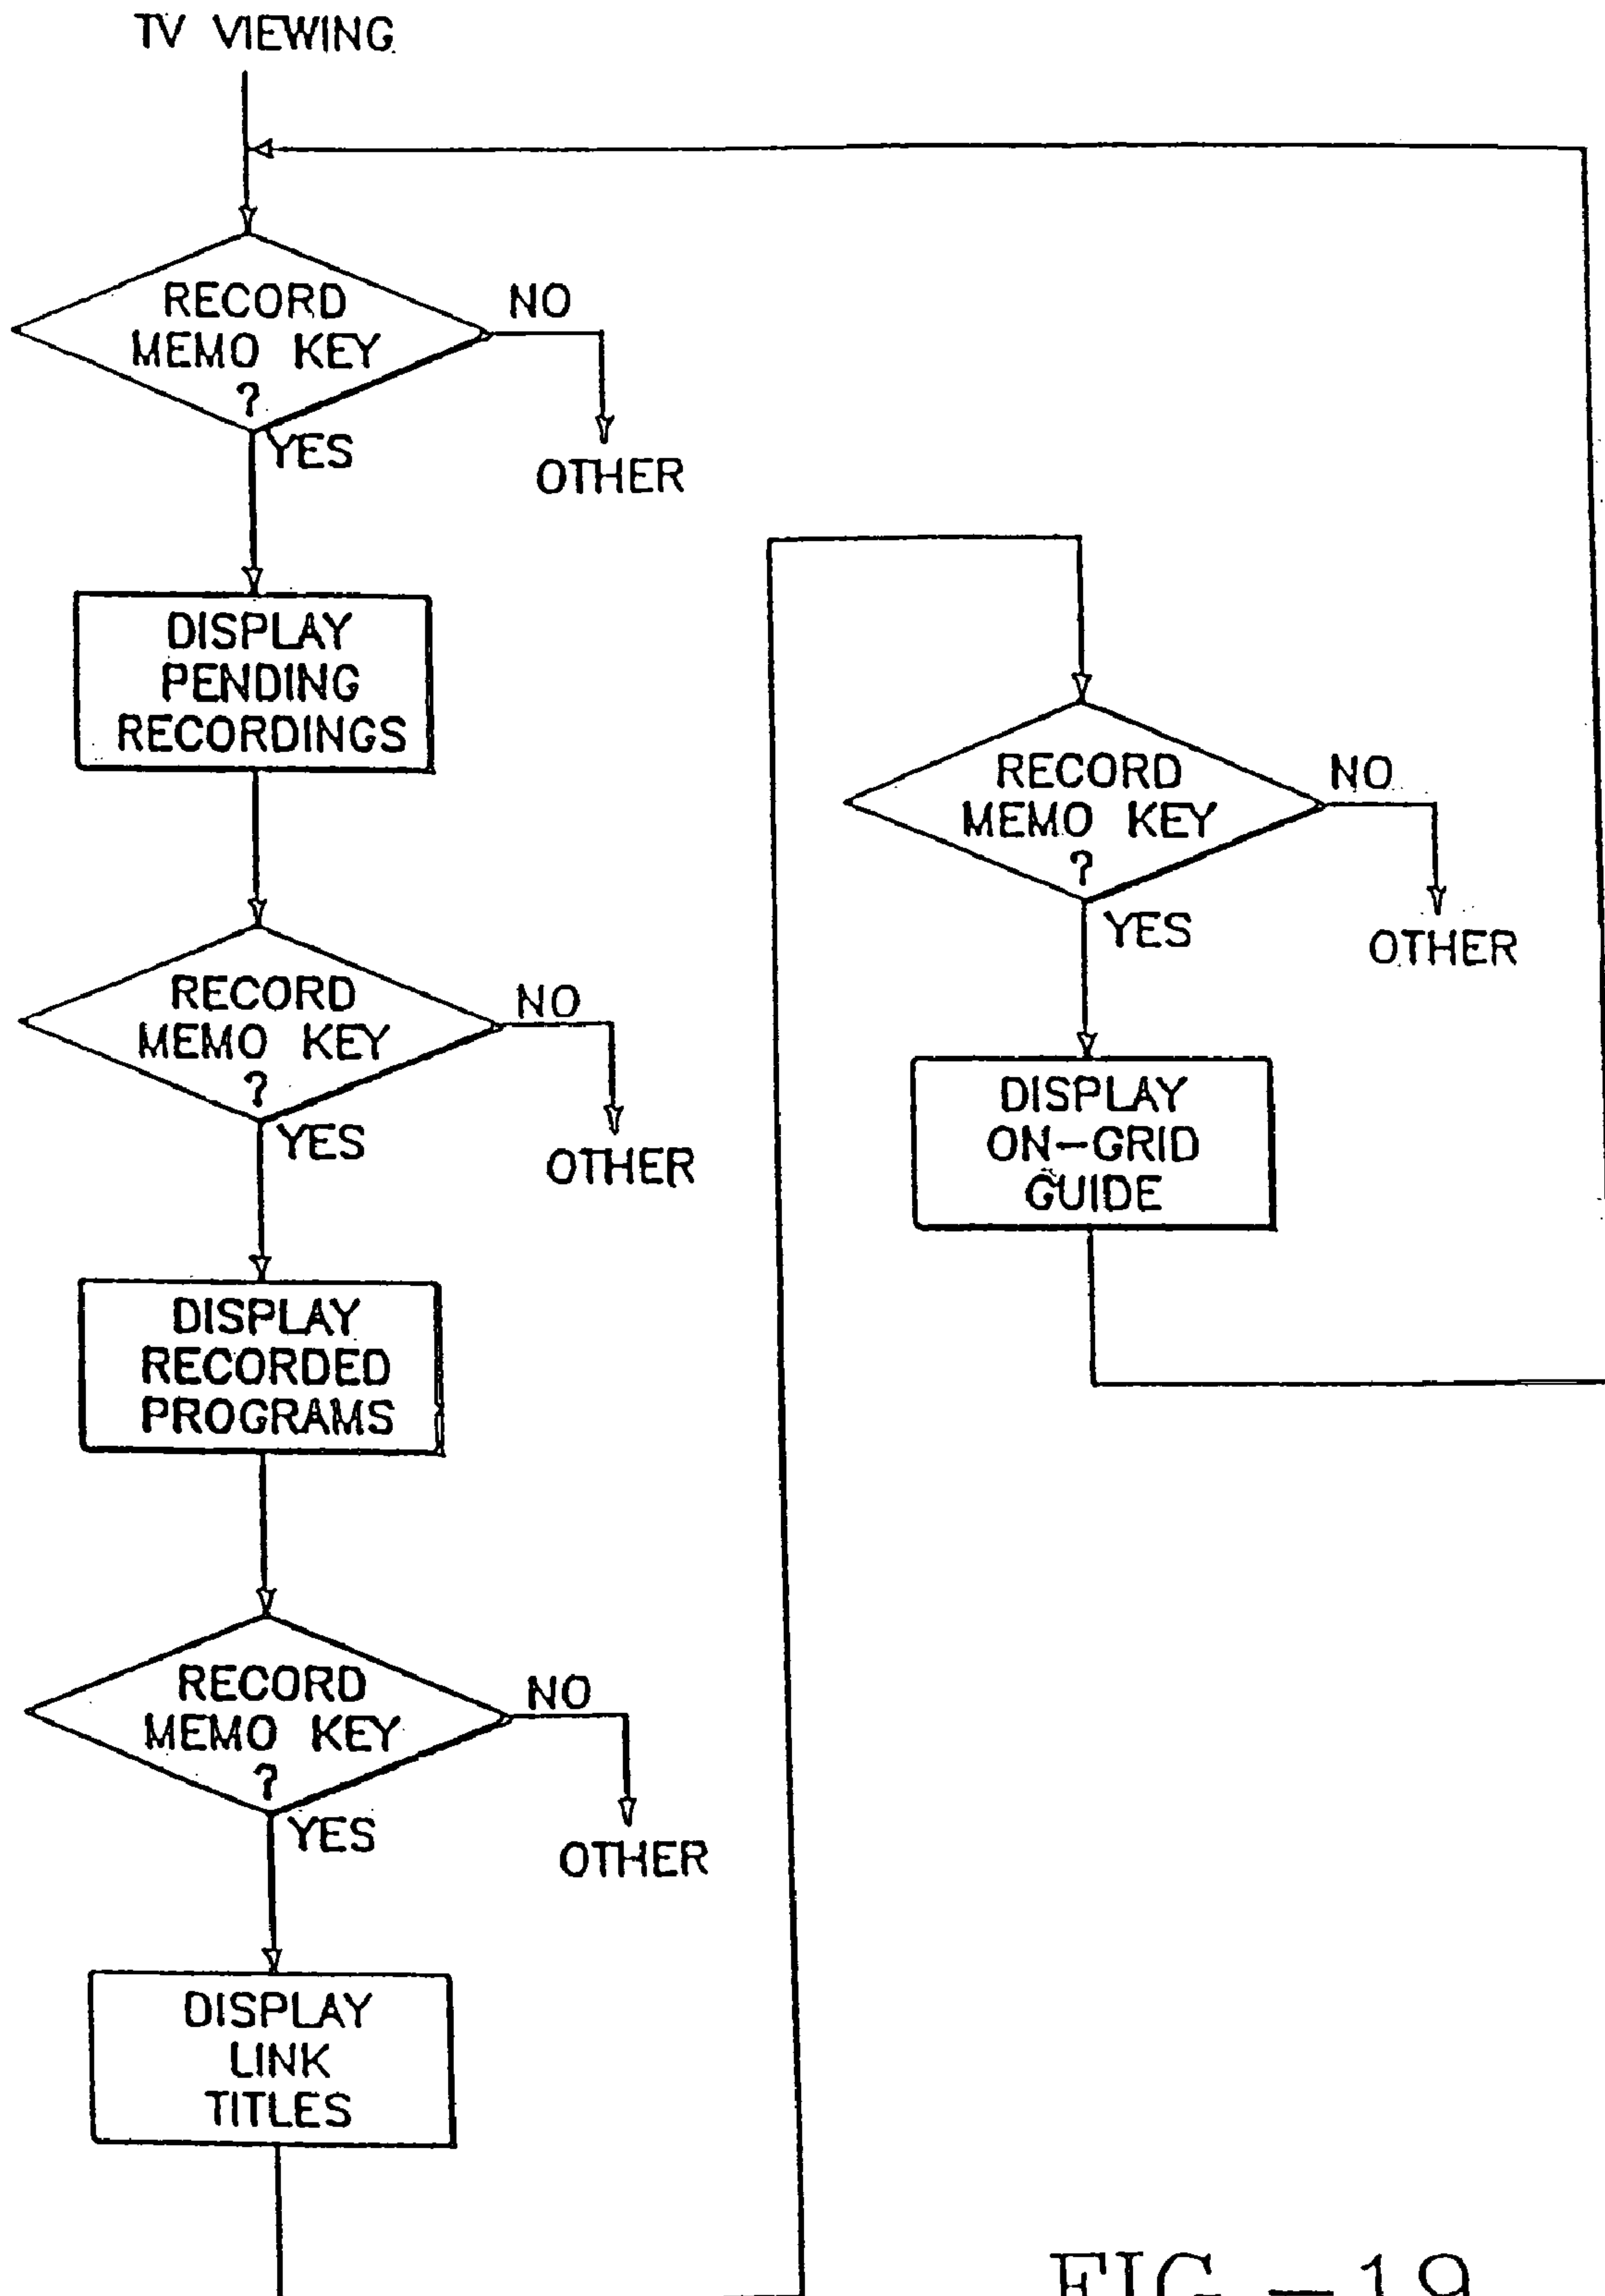 TV VIEWING
RECORD
MEMO KEY
?
NO
YES
OTHER
DISPLAY
PENDING
RECORDINGS
RECORD
MEMO KEY
?
NO
YES
OTHER
DISPLAY
RECORDED
PROGRAMS
RECORD
MEMO KEY
?
NO
YES
OTHER
DISPLAY
LINK
TITLES
RECORD
MEMO KEY
?
NO
YES
OTHER
DISPLAY
ON-GRID
GUIDE
FIG.-19